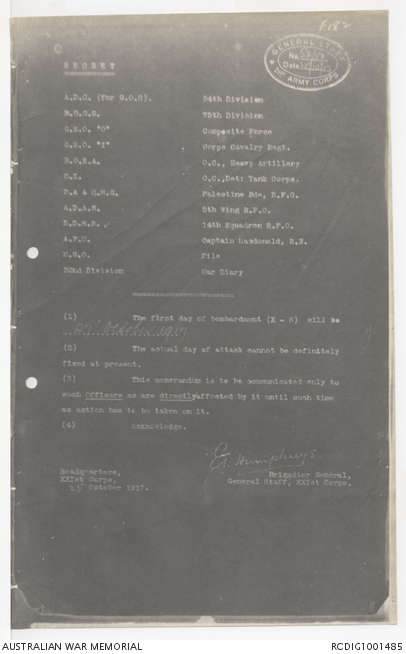 SECRET
GENERAL STAFF
No.
Date
ARMY CORPS
A.D.C. (for G.O.C). 54th Division
75th Division
G.S.O. "O" Composite Force
G.S.O. "I" Corps Cavalry Regt.
O.C., Heavy Artillery
O.C., Det: Tank Corps.
D.A & Q.M.G. Palestine Bde, R.F.C.
5th Wing R.F.C.
14th Squadron R.F.C.
Captain Macdonald, R.E.
File
52nd Division War Diary
(1) The first day of bombardment (X - 6) will be
October 1917
(2) The actual day of attack cannot be definitely
fixed at present.
(3) This memorandum is to be communicated only to
such Officers as are directly affected by it until such time
as action has to be taken on it.
(4) Acknowledge.
Humphreys
Headquarters, Brigadier General,
XXIst Corps, General Staff, XXIst Corps.
October 1917.
AUSTRALIAN WAR MEMORIAL RCDIG1001485